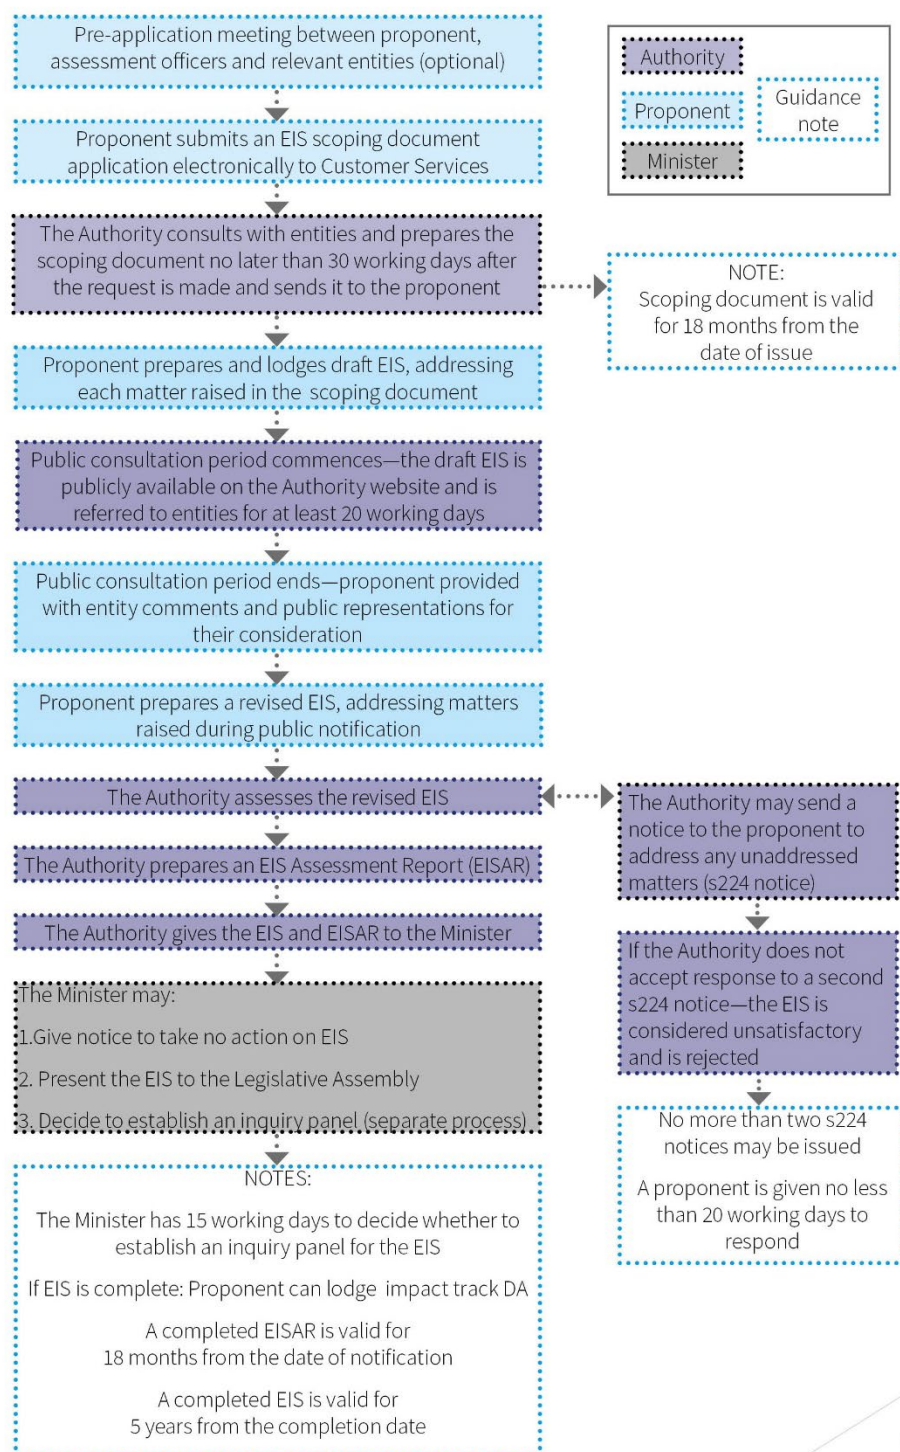 Pre-application meeting between proponent,
assessment officers and relevant entities (optional)
Authority
Proponent
Guidance
note
Minister
Proponent submits an EIS scoping document
application electronically to Customer Services
The Authority consults with entities and prepares the
scoping document no later than 30 working days after
the request is made and sends it to the proponent
NOTE:
Scoping document is valid
for 18 months from the
date of issue
Proponent prepares and lodges draft EIS, addressing
each matter raised in the scoping document
Public consultation period commences—the draft EIS is
publicly available on the Authority website and is
referred to entities for at least 20 working days
Public consultation period ends—proponent provided
with entity comments and public representations for
their consideration
Proponent prepares a revised EIS, addressing matters
raised during public notification
The Authority assesses the revised EIS
The Authority may send a
notice to the proponent to
address any unaddressed
matters (s224 notice)
The Authority prepares an EIS Assessment Report (EISAR)
The Authority gives the EIS and EISAR to the Minister
If the Authority does not
accept response to a second
s224 notice—the EIS is
considered unsatisfactory
and is rejected
The Minister may:
1.Give notice to take no action on EIS
2. Present the EIS to the Legislative Assembly
3. Decide to establish an inquiry panel (separate process)
No more than two s224
notices may be issued
A proponent is given no less
than 20 working days to
respond
NOTES:
The Minister has 15 working days to decide whether to
establish an inquiry panel for the EIS
If EIS is complete: Proponent can lodge impact track DA
A completed EISAR is valid for
18 months from the date of notification
A completed EIS is valid for
5 years from the completion date